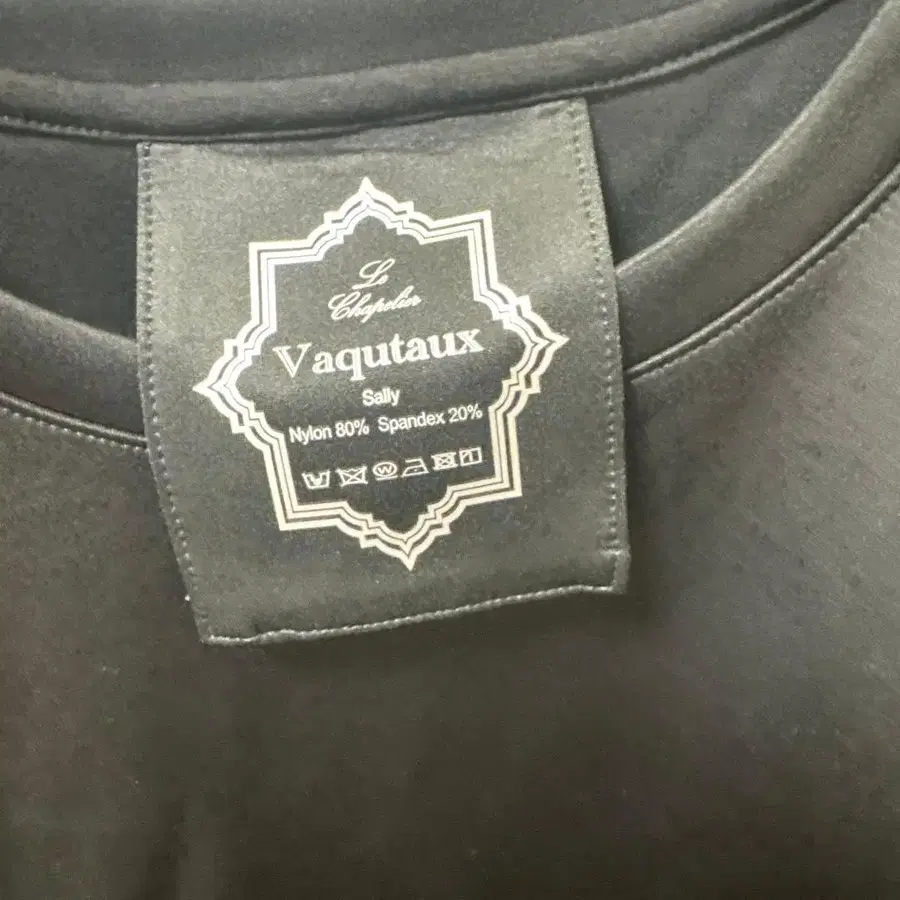 Le
Chapelier
Vaqutaux
Sally
Nylon 80% Spandex 20%